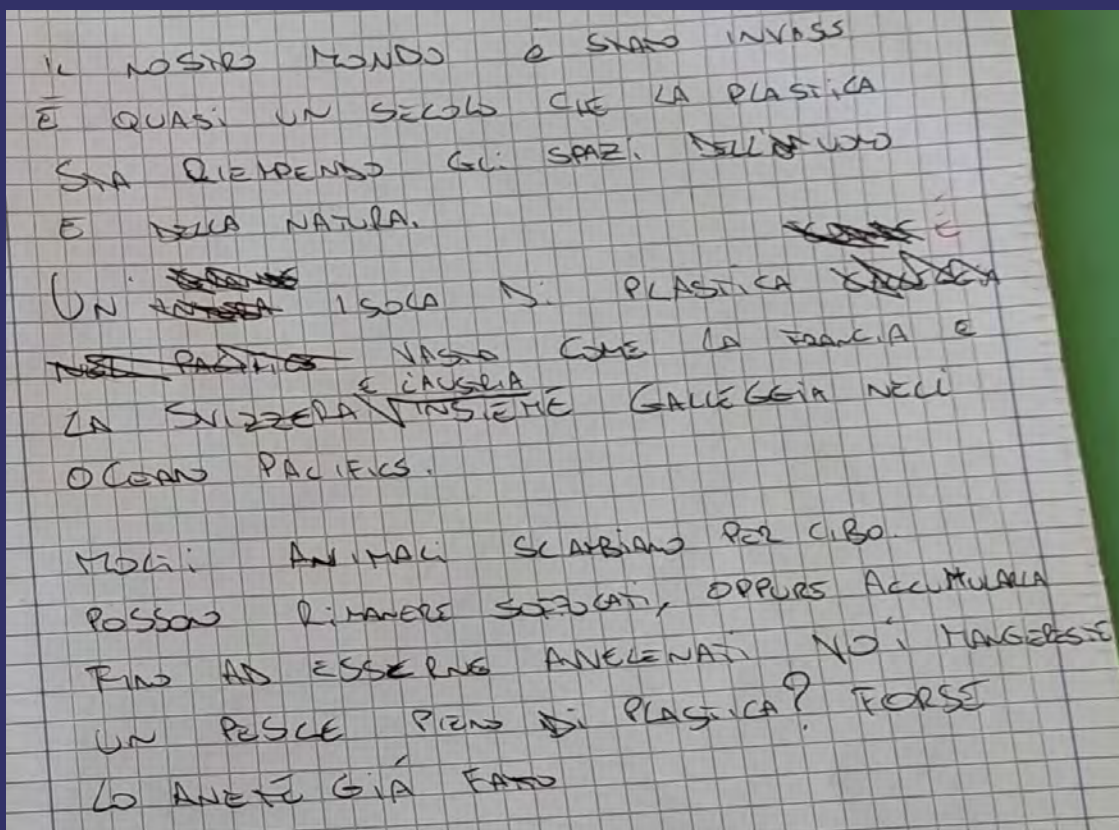 IL NOSTRO MONDO È STATO INVASO
È QUASI UN SECOLO CHE LA PLASTICA
STA RIEMPENDO GLI SPAZI DELL'UOMO
E DELLA NATURA.
È
UN' ISOLA DI PLASTICA
VASTO COME LA FRANCIA E
LA SVIZZERA E L'AUSTRIA INSIEME GALLEGGIA NELL
OCEANO PACIFICO.
MOLTI ANIMALI SCAMBIANO PER CIBO.
POSSONO RIMANERE SOFFOCATI, OPPURE ACCUMULARLA
FINO AD ESSERNE AVVELENATI VOI MANGERESTE
UN PESCE PIENO DI PLASTICA? FORSE
LO AVETE GIÀ FATTO